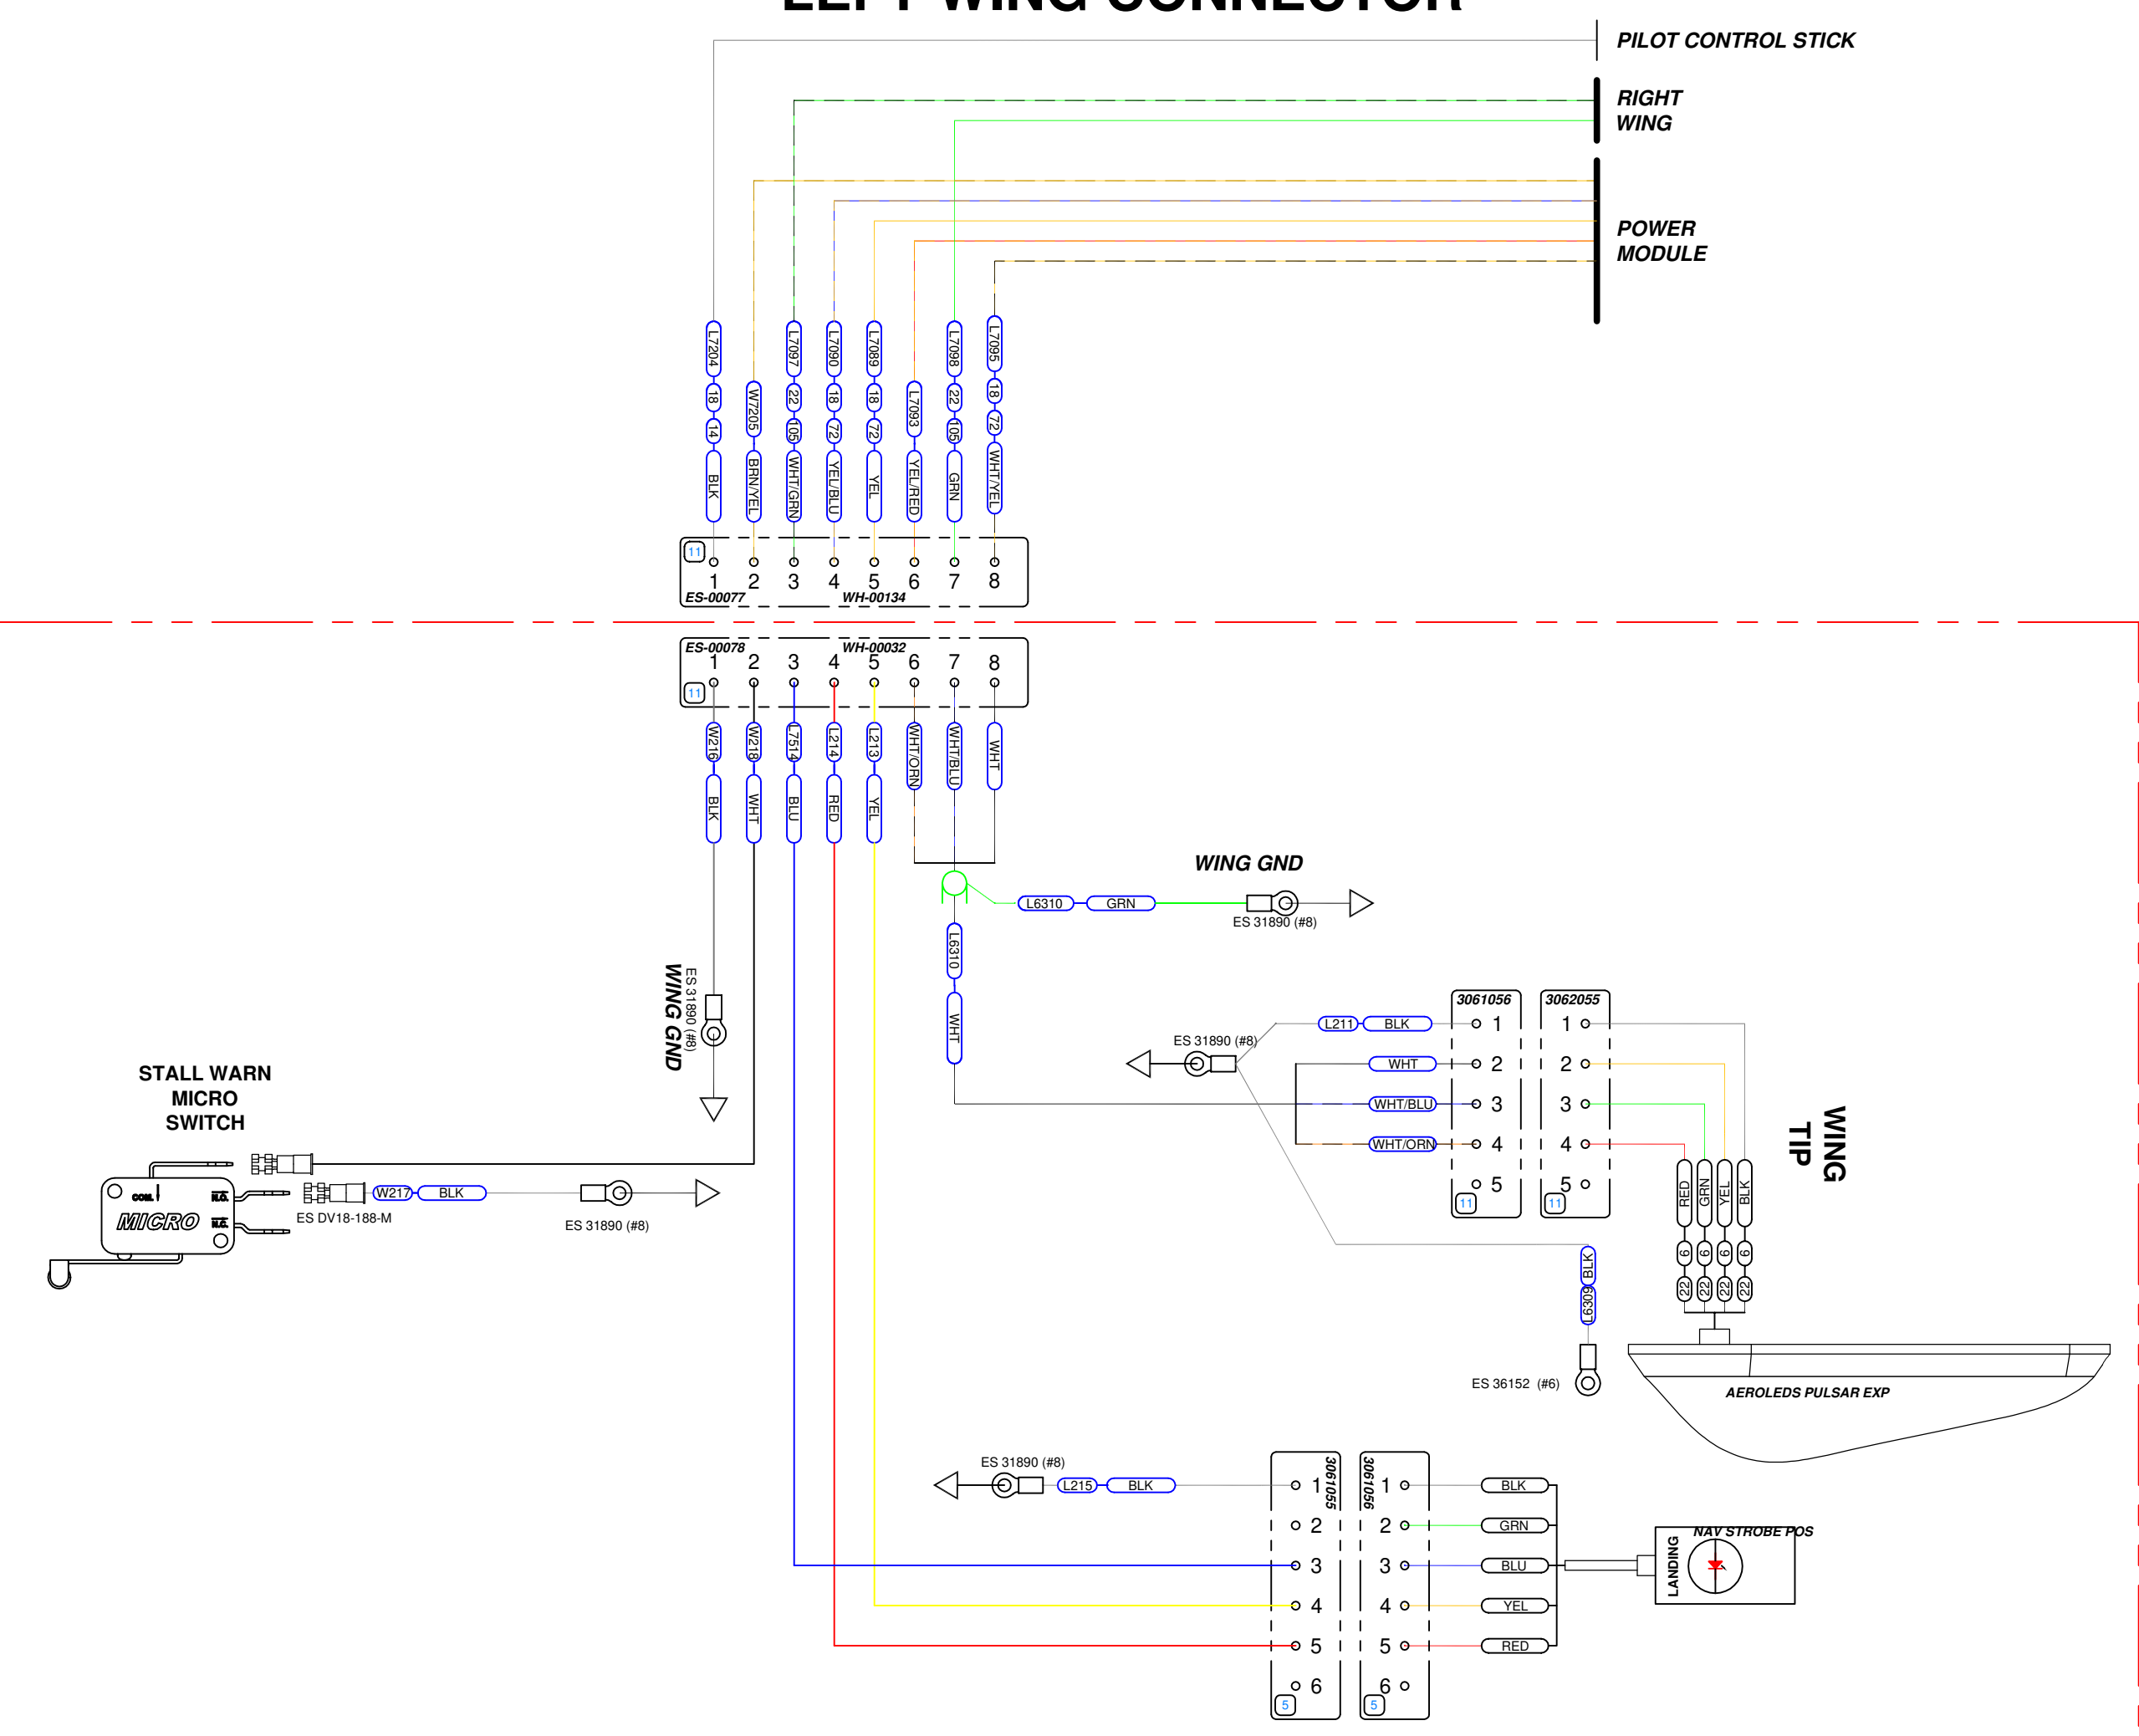 LEFT WING CONNECTOR
PILOT CONTROL STICK
RIGHT
WING
POWER
MODULE
L7204 18 14 BLK
W7205 BRN/YEL
L7097 22 105 WHT/GRN
L7090 18 72 YEL/BLU
L7089 18 72 YEL
L7093 YEL/RED
L7098 22 105 GRN
L7095 18 72 WHT/YEL
11
1 2 3 4 5 6 7 8
ES-00077 WH-00134
ES-00078 WH-00032
1 2 3 4 5 6 7 8
11
W216 BLK
W218 WHT
L7514 BLU
L214 RED
L213 YEL
WHT/ORN
WHT/BLU
WHT
WING GND
L6310 GRN
ES 31890 (#8)
L6310 WHT
ES 31890 (#8)
WING GND
3061056 3062055
ES 31890 (#8)
L211 BLK 1 1
WHT 2 2
WHT/BLU 3 3
WHT/ORN 4 4
5 5
11 11
WING
TIP
RED 6 22
GRN 6 22
YEL 6 22
BLK 6 22
STALL WARN
MICRO
SWITCH
COM.
N.O.
MICRO
N.C.
W217 BLK
ES DV18-188-M
ES 31890 (#8)
BLK L6309
ES 36152 (#6)
AEROLEDS PULSAR EXP
ES 31890 (#8)
L215 BLK
3061055 3061056
1 1 BLK
2 2 GRN
3 3 BLU
4 4 YEL
5 5 RED
6 6
5 5
NAV STROBE POS
LANDING